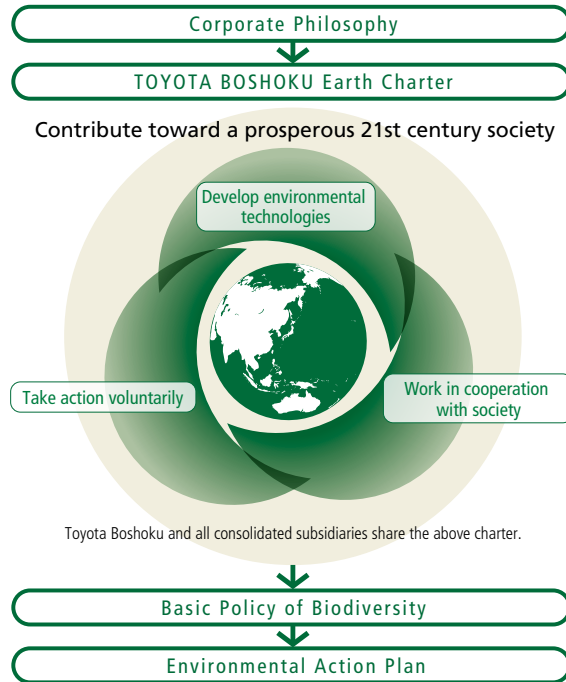 Corporate Philosophy
TOYOTA BOSHOKU Earth Charter
Contribute toward a prosperous 21st century society
Develop environmental
technologies
Take action voluntarily
Work in cooperation
with society
Toyota Boshoku and all consolidated subsidiaries share the above charter.
Basic Policy of Biodiversity
Environmental Action Plan